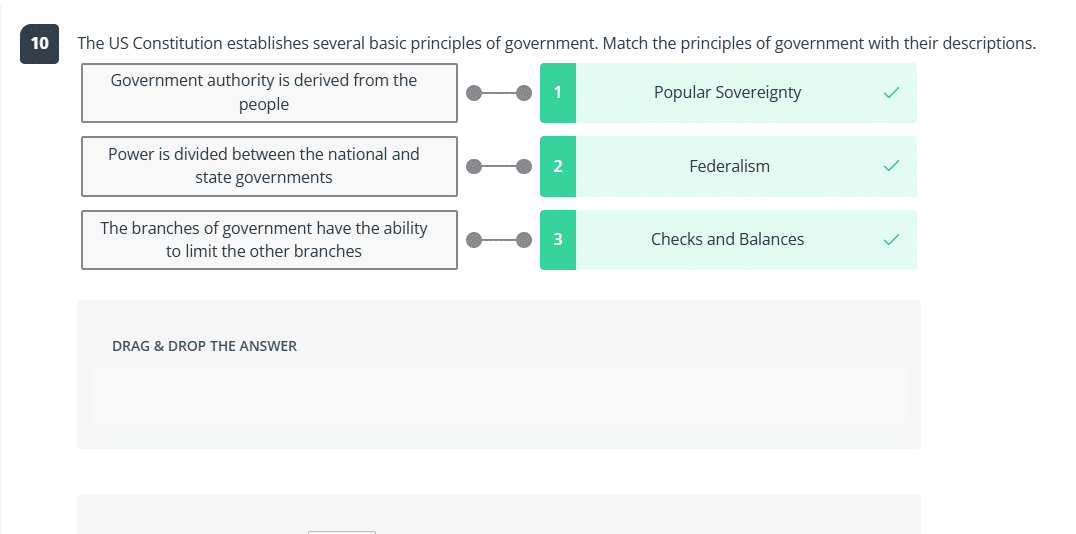 10 The US Constitution establishes several basic principles of government. Match the principles of government with their descriptions.
Government authority is derived from the
people
1 Popular Sovereignty
Power is divided between the national and
state governments
2 Federalism
The branches of government have the ability
to limit the other branches
3 Checks and Balances
DRAG & DROP THE ANSWER